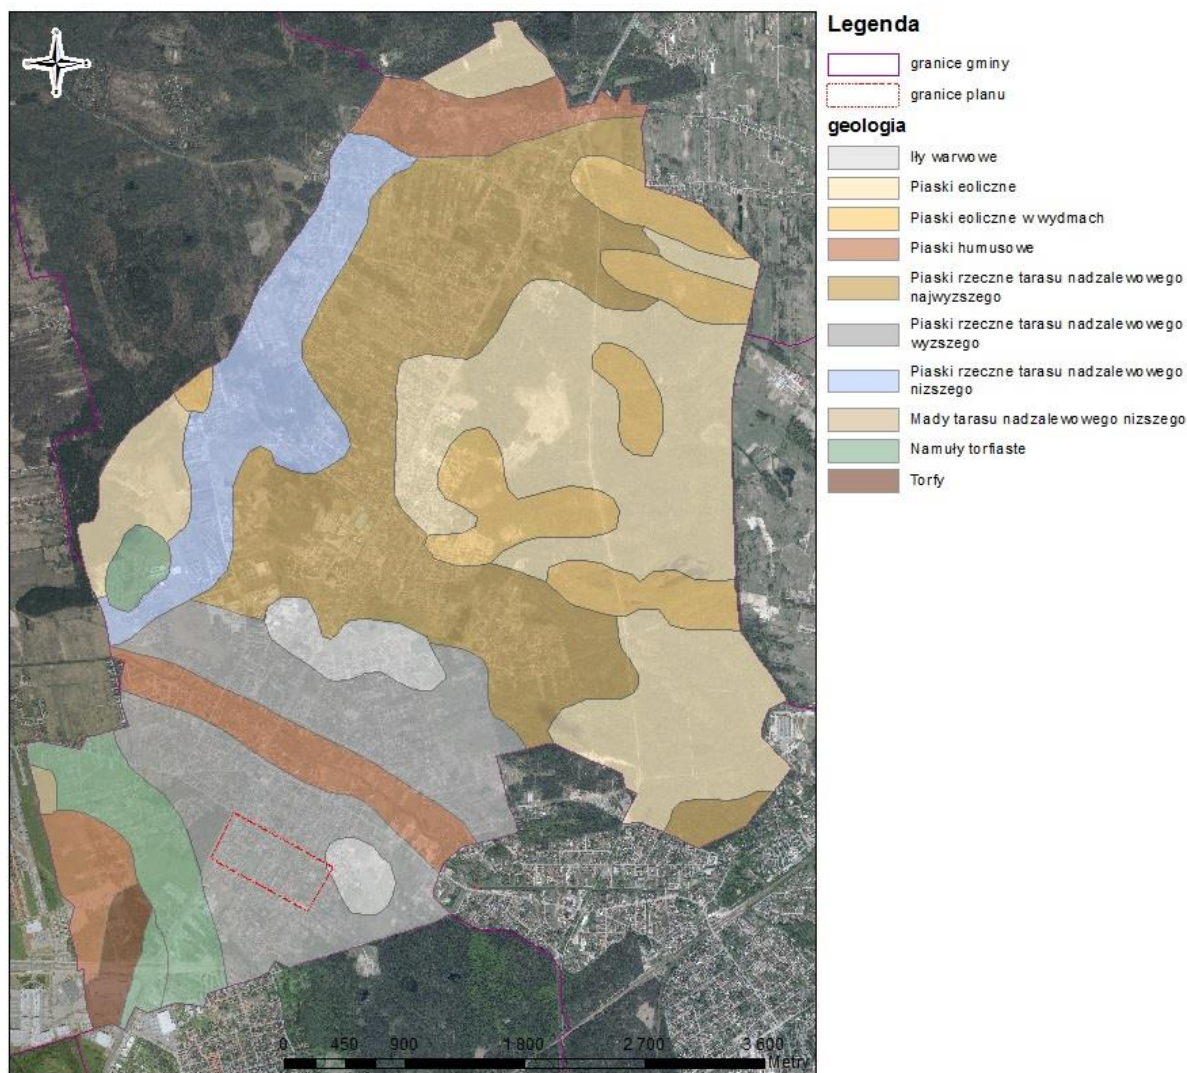 Legenda
granice gminy
granice planu
geologia
Iły warwowe
Piaski eoliczne
Piaski eoliczne w wydmach
Piaski humusowe
Piaski rzeczne tarasu nadzalewowego
najwyzszego
Piaski rzeczne tarasu nadzalewowego
wyzszego
Piaski rzeczne tarasu nadzalewowego
nizszego
Mady tarasu nadzalewowego nizszego
Namuły torfiaste
Torfy
0 450 900 1 800 2 700 3 600
Metry